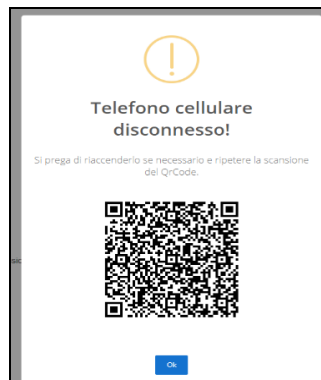 Telefono cellulare
disconnesso!
Si prega di riaccenderlo se necessario e ripetere la scansione
del QrCode.
Ok